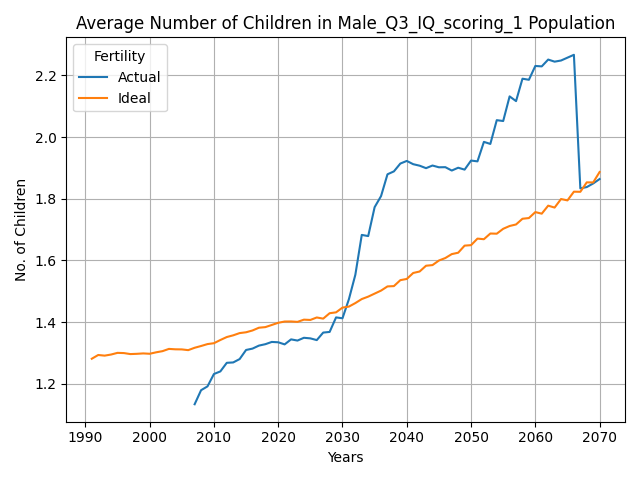 Average Number of Children in Male_Q3_IQ_scoring_1 Population
Fertility
Actual
Ideal
No. of Children
2.2
2.0
1.8
1.6
1.4
1.2
1990 2000 2010 2020 2030 2040 2050 2060 2070
Years